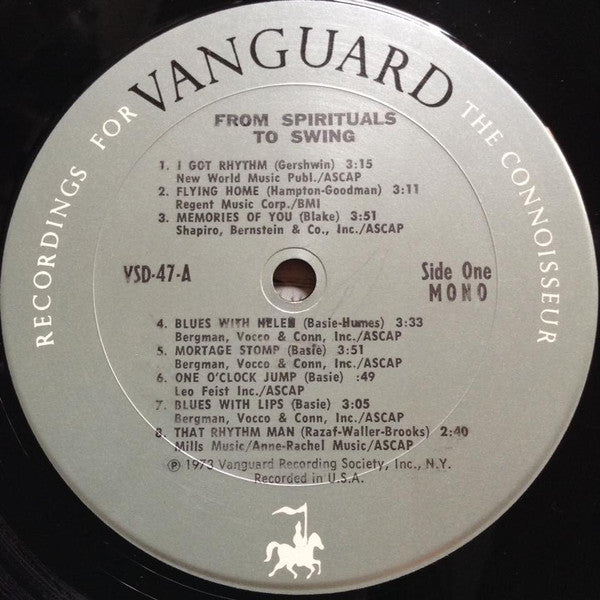 RECORDINGS FOR VANGUARD THE CONNOISSEUR
FROM SPIRITUALS
TO SWING
1. I GOT RHYTHM (Gershwin) 3:15
New World Music Publ./ASCAP
2. FLYING HOME (Hampton-Goodman) 3:11
Regent Music Corp./BMI
3. MEMORIES OF YOU (Blake) 3:51
Shapiro, Bernstein & Co., Inc./ASCAP
VSD-47-A
Side One
MONO
4. BLUES WITH HELEN (Basie-Humes) 3:33
Bergman, Vocco & Conn, Inc./ASCAP
5. MORTAGE STOMP (Basie) 3:51
Bergman, Vocco & Conn, Inc./ASCAP
6. ONE O'CLOCK JUMP (Basie) :49
Leo Feist Inc./ASCAP
7. BLUES WITH LIPS (Basie) 3:05
Bergman, Vocco & Conn, Inc./ASCAP
8. THAT RHYTHM MAN (Razaf-Waller-Brooks) 2:40
Mills Music/Anne-Rachel Music/ASCAP
℗ 1973 Vanguard Recording Society, Inc., N.Y.
Recorded in U.S.A.